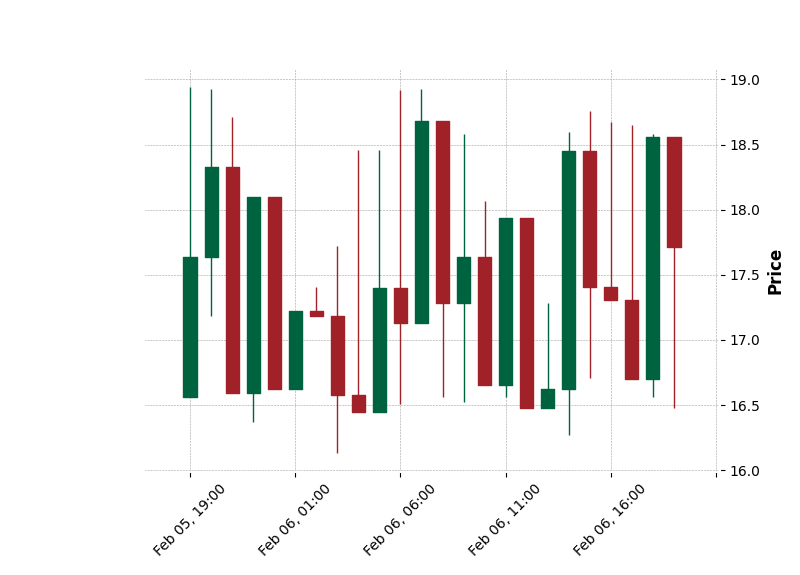 19.0
18.5
18.0
17.5
17.0
16.5
16.0
Price
Feb 05, 19:00
Feb 06, 01:00
Feb 06, 06:00
Feb 06, 11:00
Feb 06, 16:00